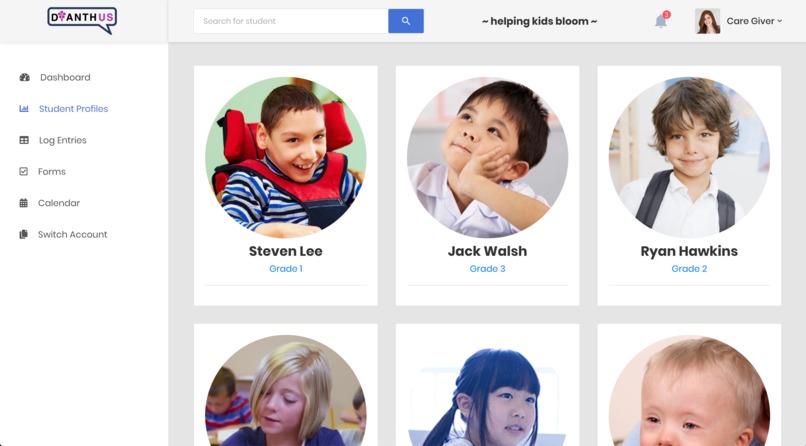 DIANTHUS
Search for student
~ helping kids bloom ~
3
Care Giver
Dashboard
Student Profiles
Log Entries
Forms
Calendar
Switch Account
Steven Lee
Grade 1
Jack Walsh
Grade 3
Ryan Hawkins
Grade 2